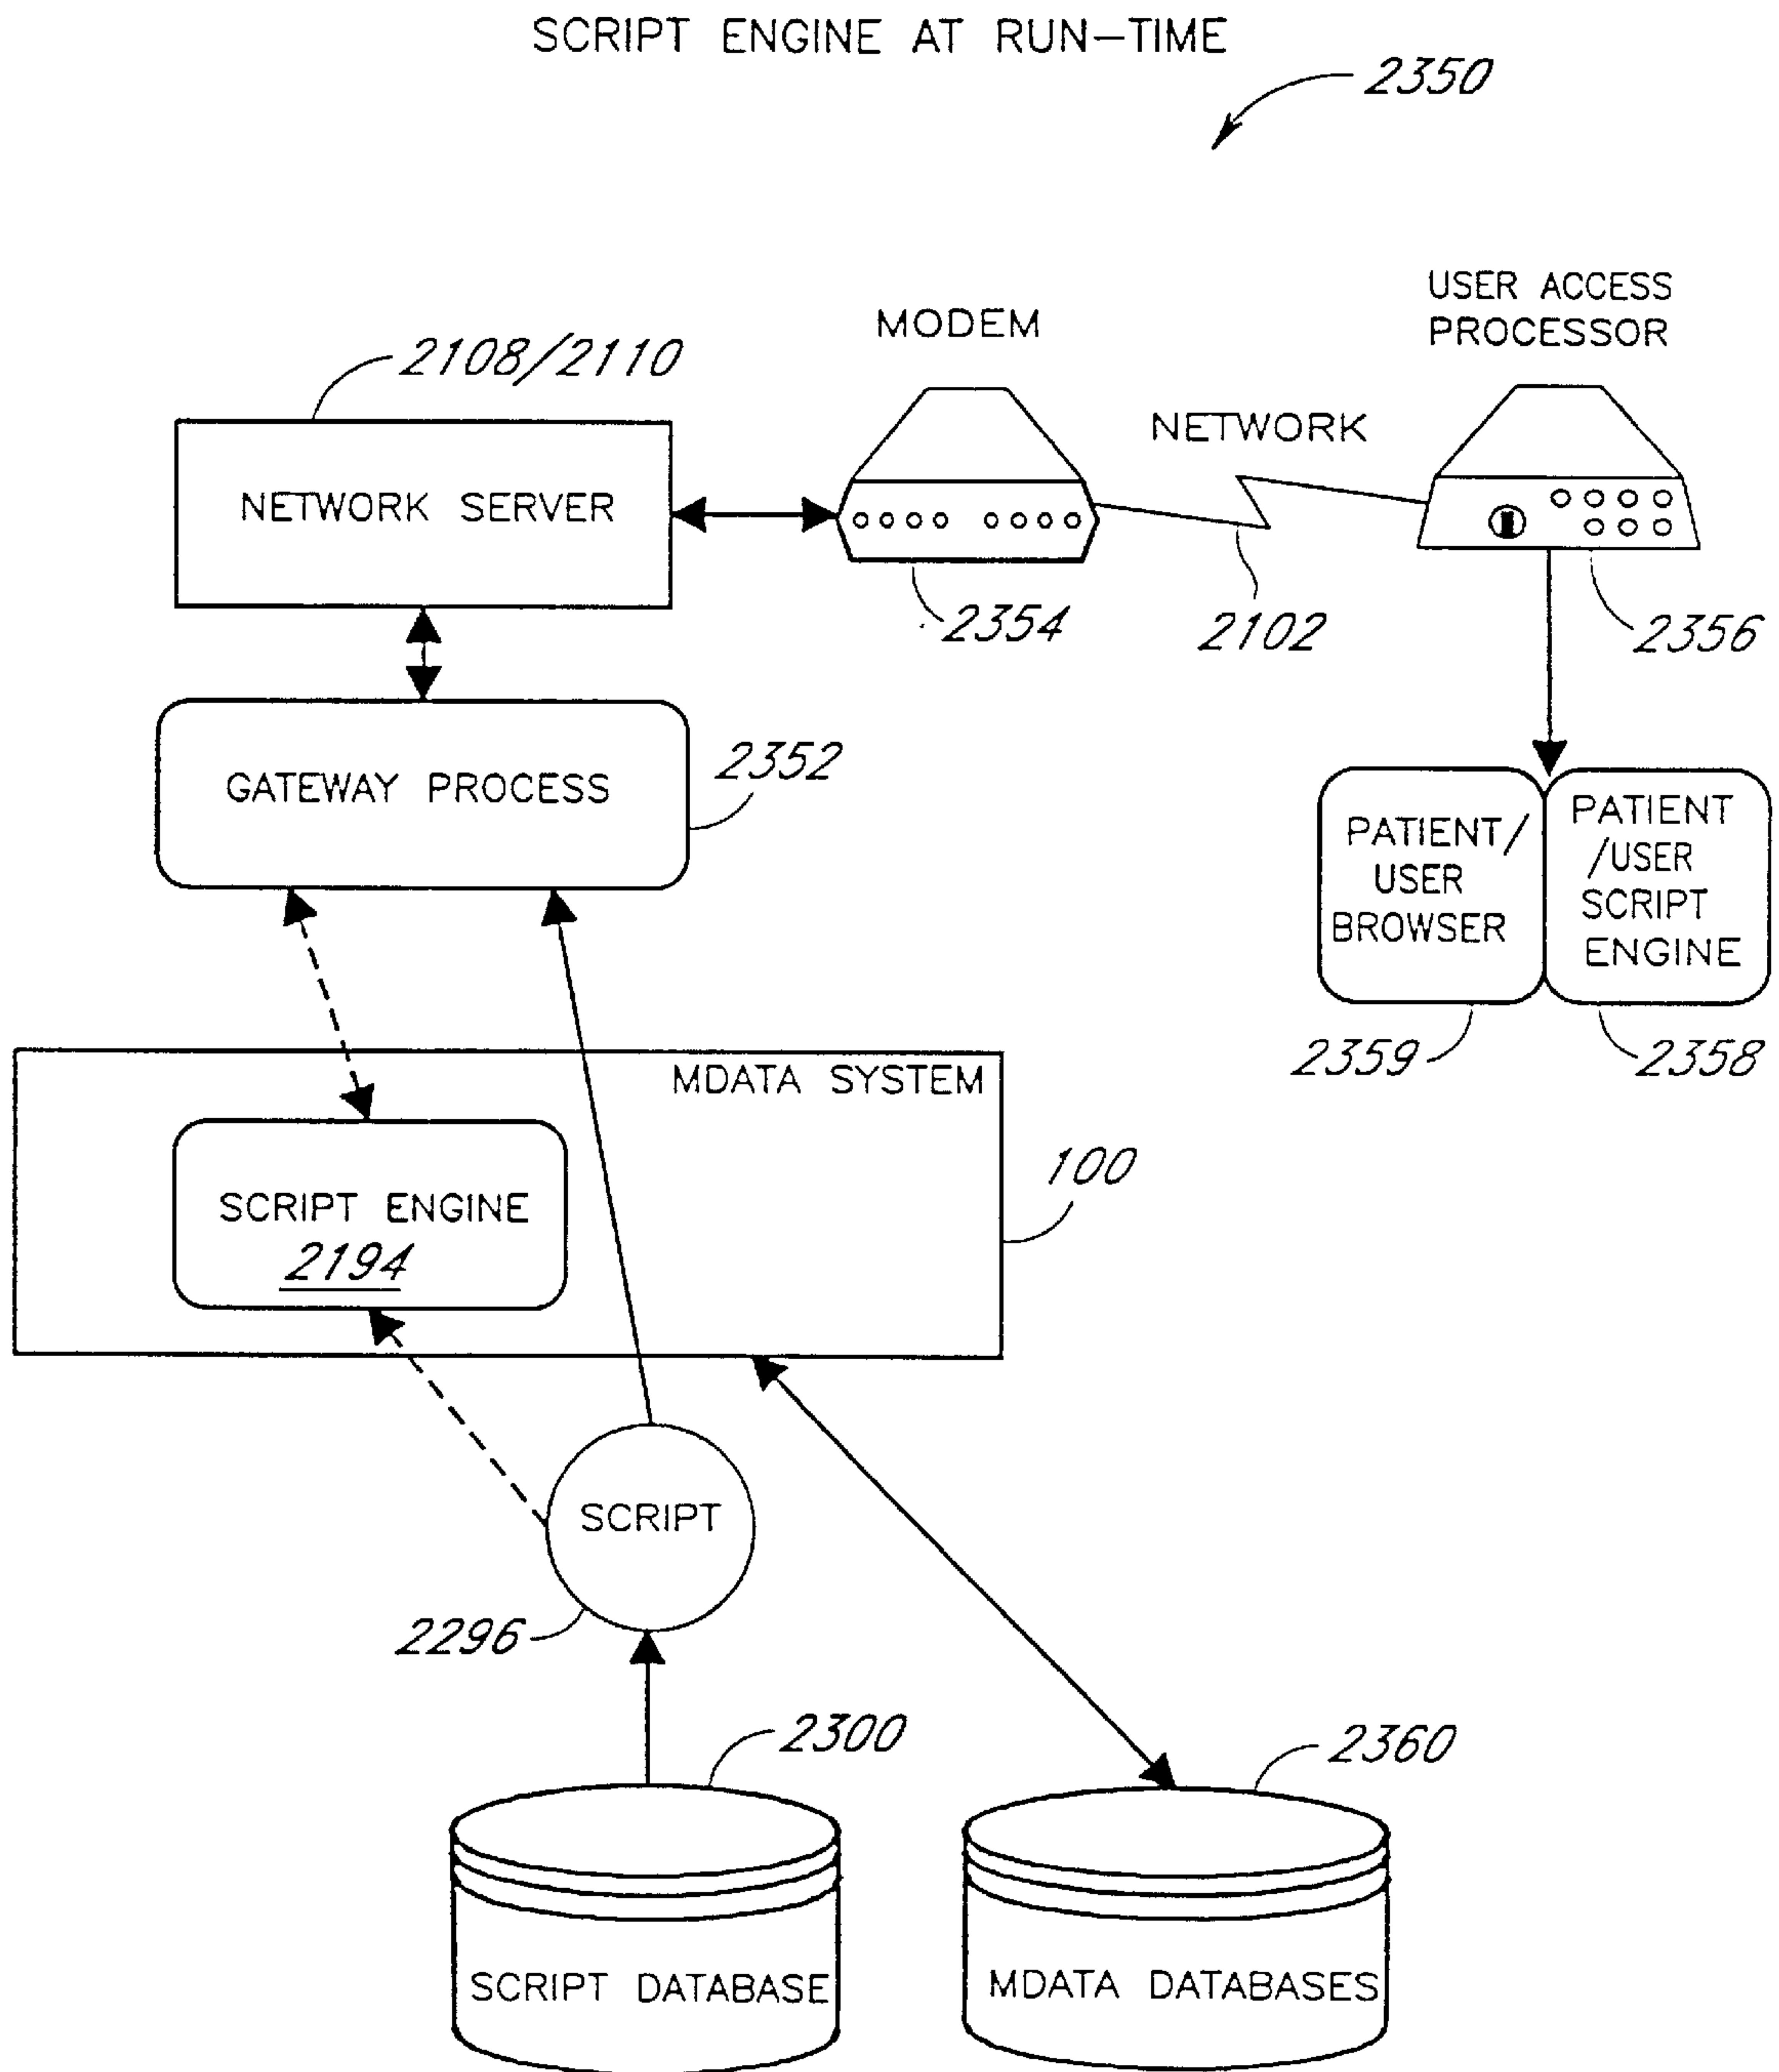 SCRIPT ENGINE AT RUN-TIME
2350
USER ACCESS
PROCESSOR
MODEM
2108/2110
NETWORK
NETWORK SERVER
2354
2102
2356
GATEWAY PROCESS
2352
PATIENT/
USER
BROWSER
PATIENT
/USER
SCRIPT
ENGINE
2359
2358
MDATA SYSTEM
100
SCRIPT ENGINE
2194
SCRIPT
2296
2300
2360
SCRIPT DATABASE
MDATA DATABASES